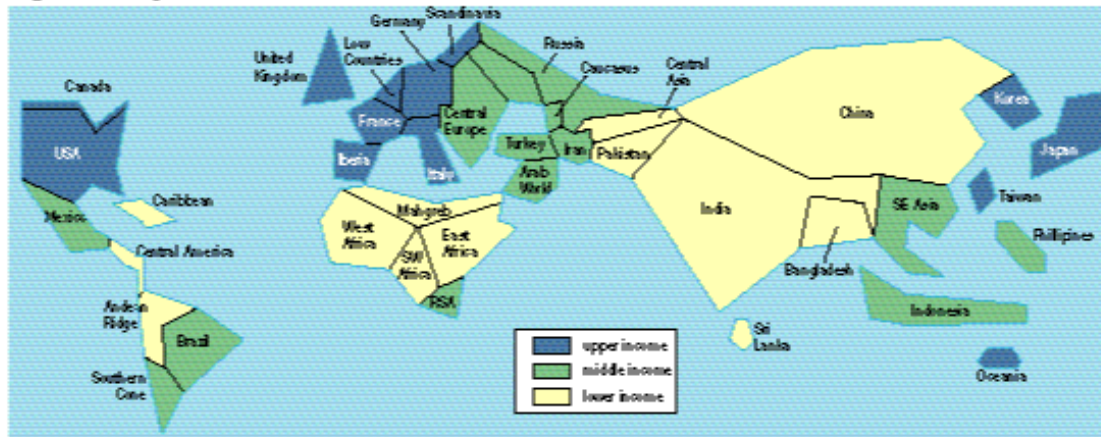 Canada
USA
Mexico
Caribbean
Central America
Andean
Ridge
Brazil
Southern
Cone
United
Kingdom
Low
Countries
Germany
Scandinavia
France
Iberia
Italy
Central
Europe
Russia
Caucasus
Central
Asia
Turkey
Iran
Pakistan
Arab
World
Mahgreb
West
Africa
SW
Africa
East
Africa
RSA
China
India
Bangladesh
Sri
Lanka
SE Asia
Korea
Japan
Taiwan
Phillipines
Indonesia
Oceania
upper income
middle income
lower income